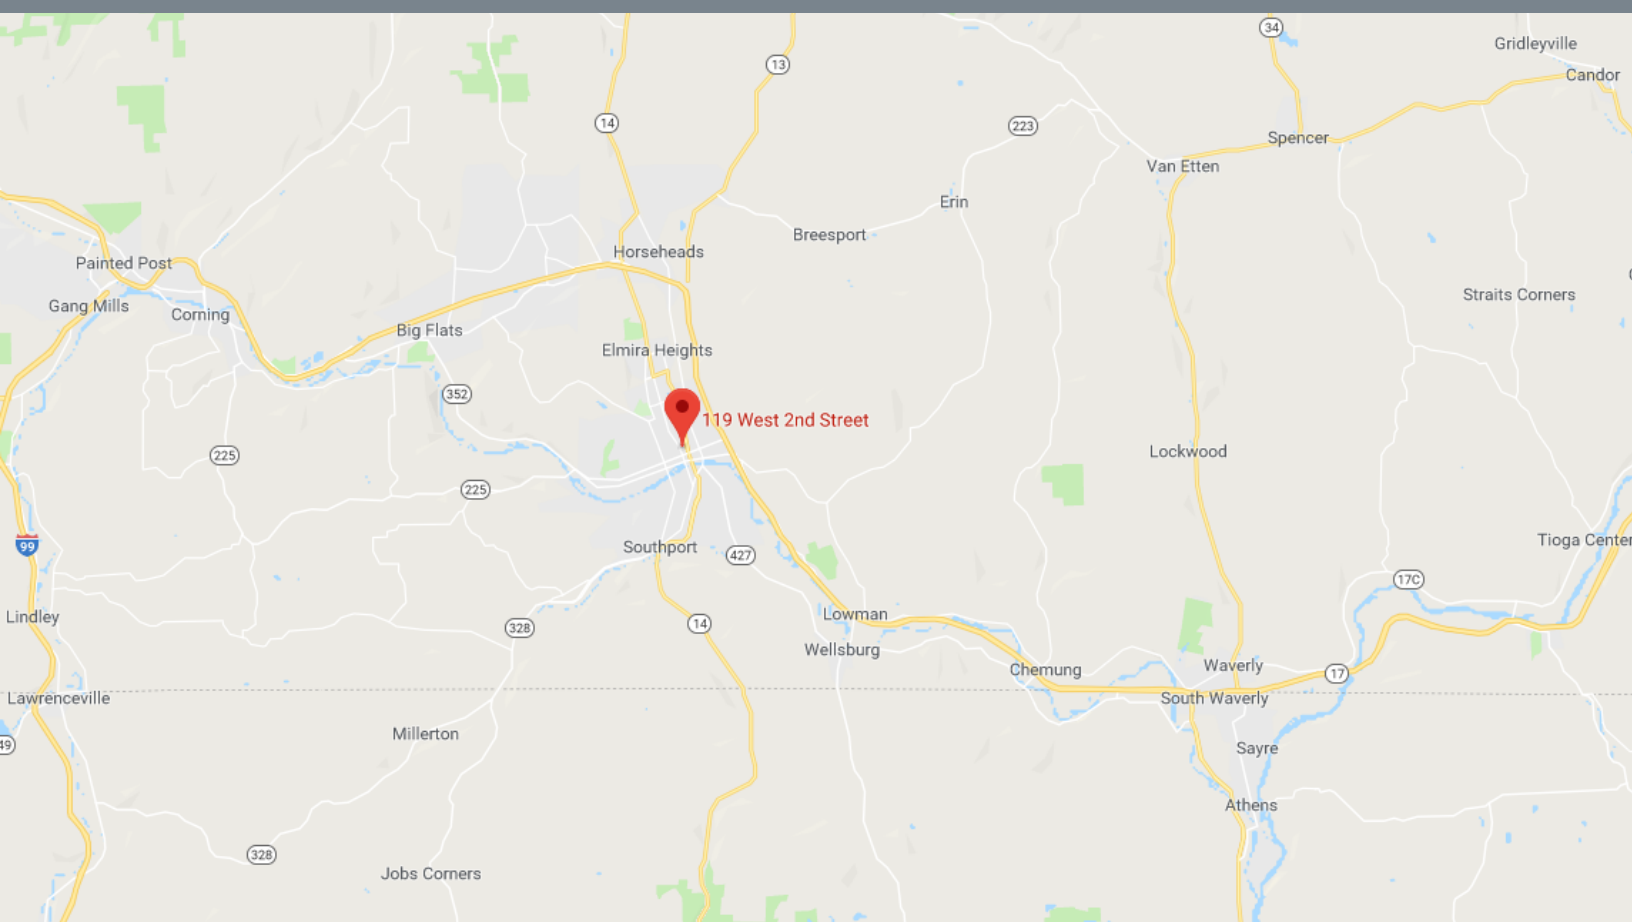 34
Gridleyville
13
Candor
14
223
Spencer
Van Etten
Erin
Breesport
Horseheads
Painted Post
Straits Corners
Gang Mills
Corning
Big Flats
Elmira Heights
352
119 West 2nd Street
225
Lockwood
225
Southport
427
99
Tioga Center
17C
Lindley
328
14
Lowman
Wellsburg
Chemung
Waverly
17
Lawrenceville
South Waverly
Millerton
49
Sayre
Athens
328
Jobs Corners